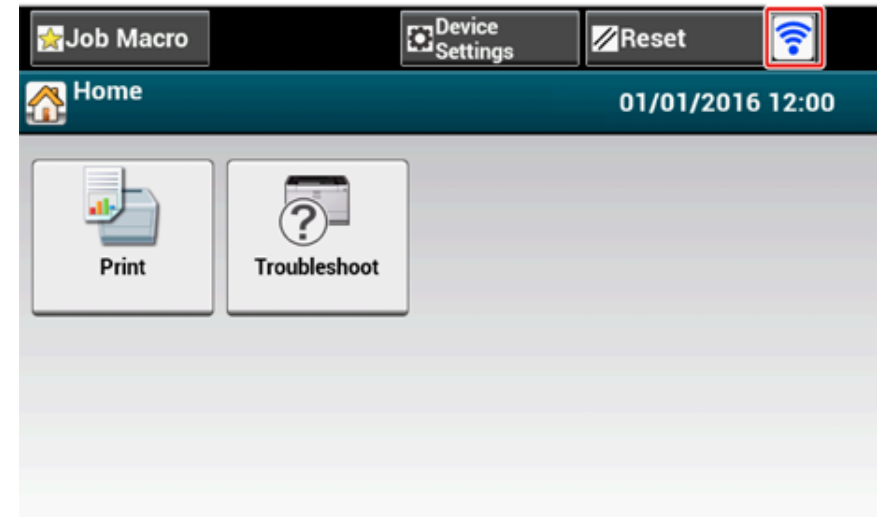 Job Macro
Device
Settings
Reset
Home
01/01/2016 12:00
Print
Troubleshoot